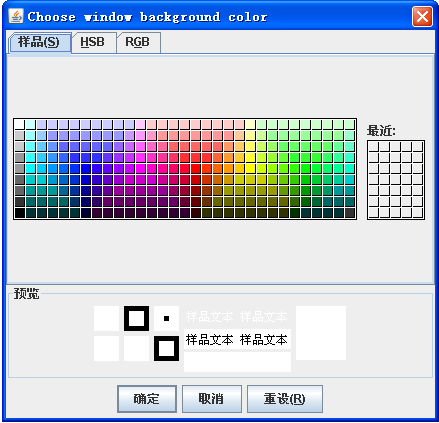 Choose window background color
样品(S) HSB RGB
最近:
预览
样品文本 样品文本
样品文本 样品文本
确定 取消 重设(R)